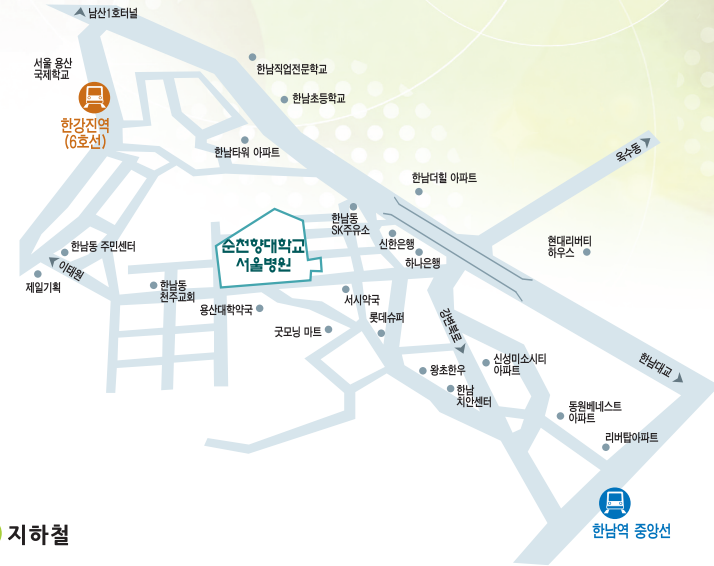 남산1호터널
서울 용산
국제학교
한남직업전문학교
한남초등학교
한강진역
(6호선)
한남타워 아파트
옥수동
한남더힐 아파트
한남동
SK주유소
신한은행
하나은행
현대리버티
하우스
순천향대학교
서울병원
한남동 주민센터
이태원
제일기획
한남동
천주교회
용산대학약국
서시약국
굿모닝 마트
롯데슈퍼
강변북로
왕초한우
한남
치안센터
신성미소시티
아파트
한남대교
동원베네스트
아파트
리버탑아파트
한남역 중앙선
지하철